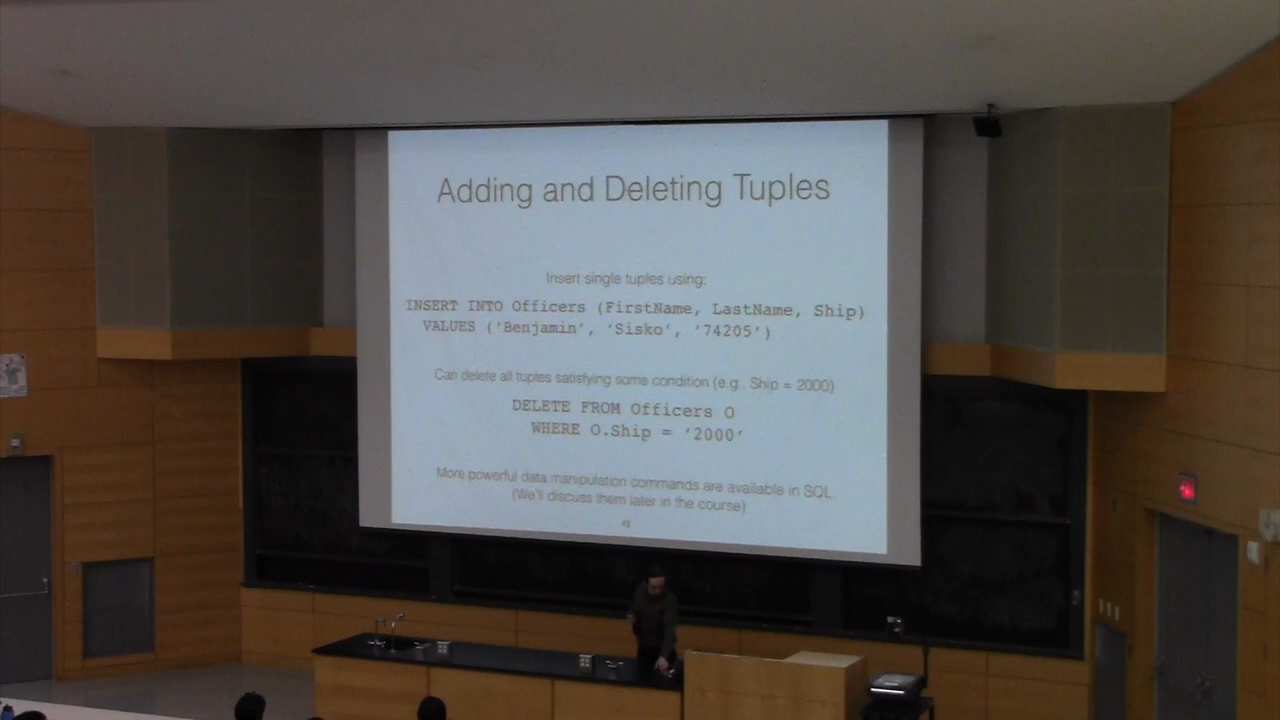 Adding and Deleting Tuples
Insert single tuples using:
INSERT INTO Officers (FirstName, LastName, Ship)
VALUES ('Benjamin', 'Sisko', '74205')
Can delete all tuples satisfying some condition (e.g., Ship = 2000)
DELETE FROM Officers O
WHERE O.Ship = '2000'
More powerful data manipulation commands are available in SQL
(We'll discuss them later in the course)